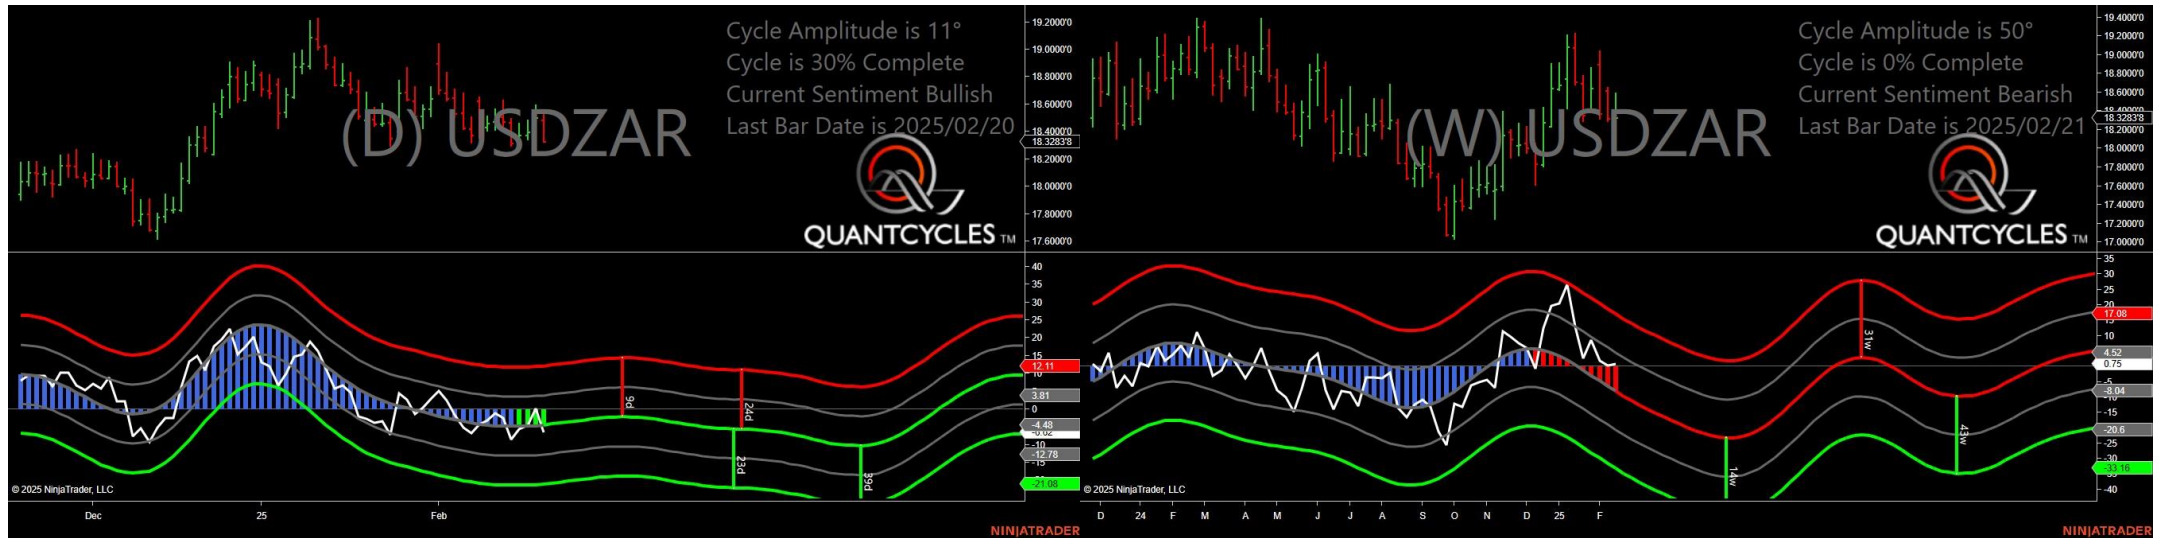 Cycle Amplitude is 11°
Cycle is 30% Complete
Current Sentiment Bullish
Last Bar Date is 2025/02/20
(D) USDZAR
QUANTCYCLES TM
19.2000'0
19.0000'0
18.8000'0
18.6000'0
18.4000'0
18.3283'8
18.2000'0
18.0000'0
17.8000'0
17.6000'0
40
35
30
25
20
15
12.11
3.81
0
-4.48
-10
-12.78
-15
-21.08
9d
24d
23d
39d
© 2025 NinjaTrader, LLC
Dec
25
Feb
NINJATRADER
Cycle Amplitude is 50°
Cycle is 0% Complete
Current Sentiment Bearish
Last Bar Date is 2025/02/21
(W) USDZAR
QUANTCYCLES TM
19.4000'0
19.2000'0
19.0000'0
18.8000'0
18.6000'0
18.4000'0
18.3283'8
18.2000'0
18.0000'0
17.8000'0
17.6000'0
17.4000'0
17.2000'0
17.0000'0
35
30
25
20
17.08
15
10
4.52
0.75
-5
-8.04
-10
-15
-20.6
-25
-30
-33.16
-40
31w
43w
14w
© 2025 NinjaTrader, LLC
D 24 F M A M J J A S O N D 25 F
NINJATRADER